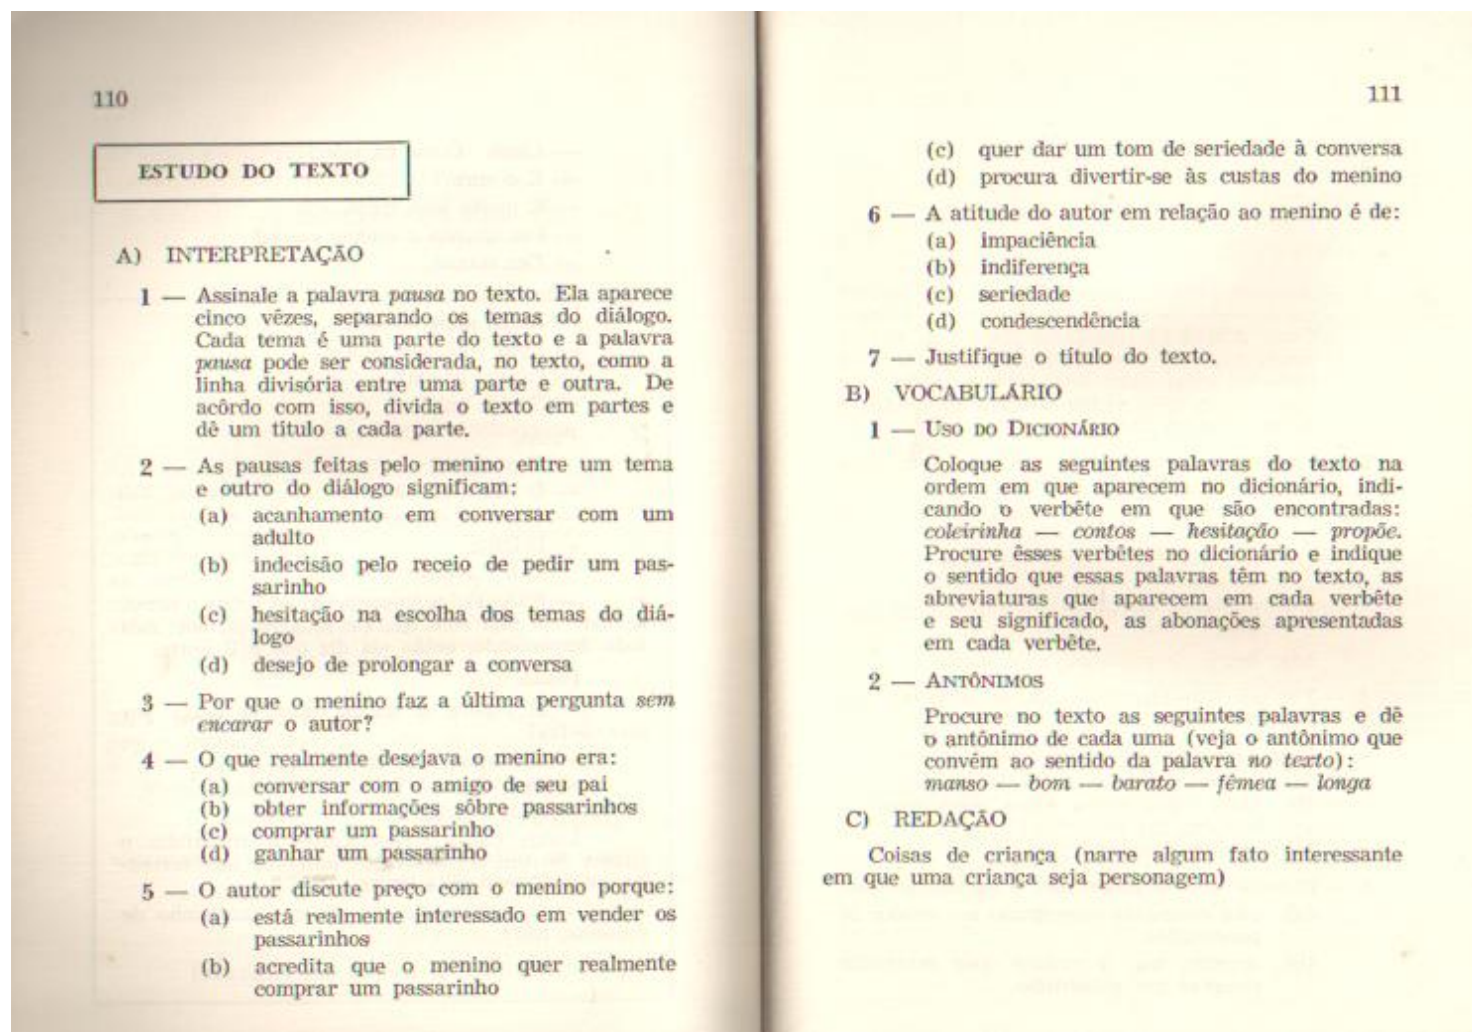 110
ESTUDO DO TEXTO
A) INTERPRETAÇÃO
1 — Assinale a palavra pausa no texto. Ela aparece
cinco vêzes, separando os temas do diálogo.
Cada tema é uma parte do texto e a palavra
pausa pode ser considerada, no texto, como a
linha divisória entre uma parte e outra. De
acôrdo com isso, divida o texto em partes e
dê um título a cada parte.
2 — As pausas feitas pelo menino entre um tema
e outro do diálogo significam:
(a) acanhamento em conversar com um
adulto
(b) indecisão pelo receio de pedir um pas-
sarinho
(c) hesitação na escolha dos temas do diá-
logo
(d) desejo de prolongar a conversa
3 — Por que o menino faz a última pergunta sem
encarar o autor?
4 — O que realmente desejava o menino era:
(a) conversar com o amigo de seu pai
(b) obter informações sôbre passarinhos
(c) comprar um passarinho
(d) ganhar um passarinho
5 — O autor discute preço com o menino porque:
(a) está realmente interessado em vender os
passarinhos
(b) acredita que o menino quer realmente
comprar um passarinho
111
(c) quer dar um tom de seriedade à conversa
(d) procura divertir-se às custas do menino
6 — A atitude do autor em relação ao menino é de:
(a) impaciência
(b) indiferença
(c) seriedade
(d) condescendência
7 — Justifique o título do texto.
B) VOCABULÁRIO
1 — USO DO DICIONÁRIO
Coloque as seguintes palavras do texto na
ordem em que aparecem no dicionário, indi-
cando o verbête em que são encontradas:
coleirinha — contos — hesitação — propõe.
Procure êsses verbêtes no dicionário e indique
o sentido que essas palavras têm no texto, as
abreviaturas que aparecem em cada verbête
e seu significado, as abonações apresentadas
em cada verbête.
2 — ANTÔNIMOS
Procure no texto as seguintes palavras e dê
o antônimo de cada uma (veja o antônimo que
convém ao sentido da palavra no texto):
manso — bom — barato — fêmea — longa
C) REDAÇÃO
Coisas de criança (narre algum fato interessante
em que uma criança seja personagem)